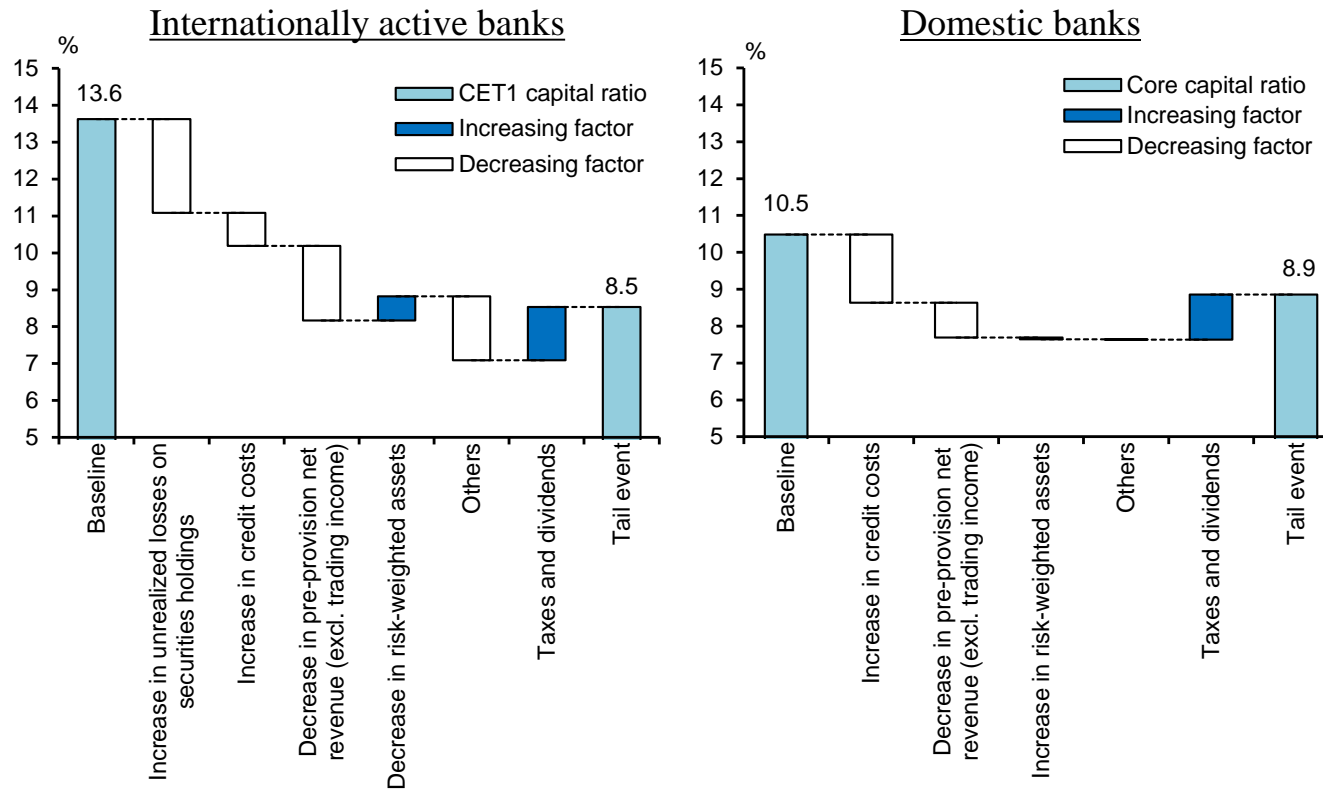 Internationally active banks
%
15
14
13
12
11
10
9
8
7
6
5
13.6
8.5
CET1 capital ratio
Increasing factor
Decreasing factor
Baseline
Increase in unrealized losses on
securities holdings
Increase in credit costs
Decrease in pre-provision net
revenue (excl. trading income)
Decrease in risk-weighted assets
Others
Taxes and dividends
Tail event
Domestic banks
%
15
14
13
12
11
10
9
8
7
6
5
10.5
8.9
Core capital ratio
Increasing factor
Decreasing factor
Baseline
Increase in credit costs
Decrease in pre-provision net
revenue (excl. trading income)
Increase in risk-weighted assets
Others
Taxes and dividends
Tail event